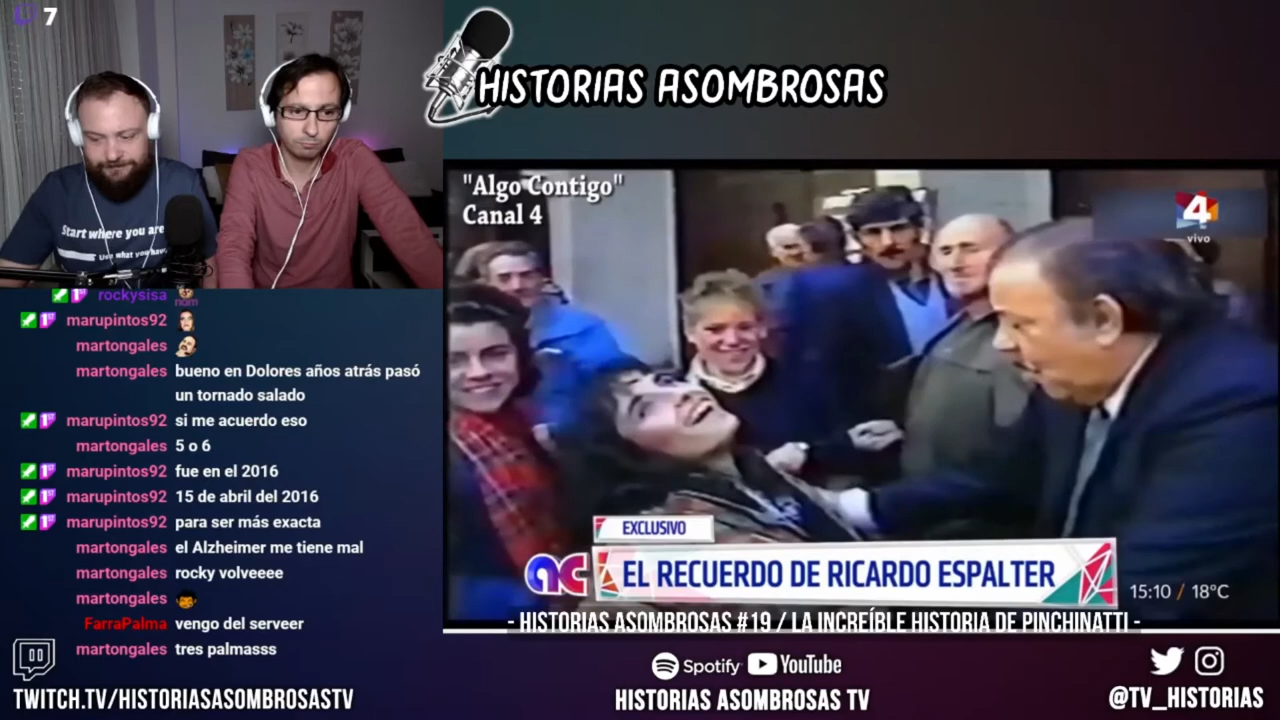 7
HISTORIAS ASOMBROSAS
Start where you are
Use what you have
"Algo Contigo"
Canal 4
4
vivo
rockysisa
marupintos92
martongales
martongales bueno en Dolores años atrás pasó
un tornado salado
marupintos92 si me acuerdo eso
martongales 5 o 6
marupintos92 fue en el 2016
marupintos92 15 de abril del 2016
marupintos92 para ser más exacta
martongales el Alzheimer me tiene mal
martongales rocky volveeee
martongales
FarraPalma vengo del serveer
martongales tres palmasss
EXCLUSIVO
ac EL RECUERDO DE RICARDO ESPALTER
15:10 / 18°C
- HISTORIAS ASOMBROSAS #19 / LA INCREÍBLE HISTORIA DE PINCHINATTI -
Spotify YouTube
TWITCH.TV/HISTORIASASOMBROSASTV
HISTORIAS ASOMBROSAS TV
@TV_HISTORIAS